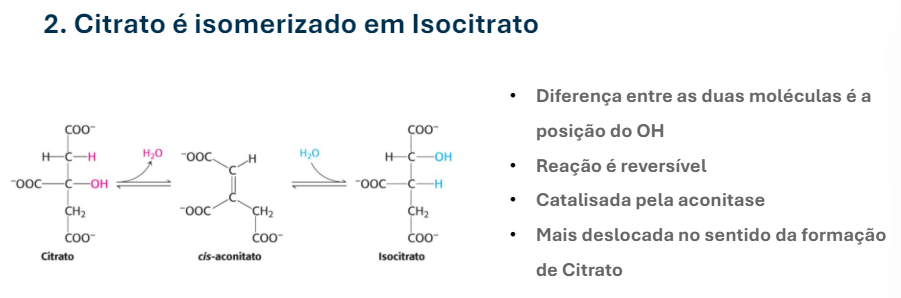 2. Citrato é isomerizado em Isocitrato
COO⁻
H—C—H
⁻OOC—C—OH
CH₂
COO⁻
Citrato
H₂O
⁻OOC
H
C
C
⁻OOC
CH₂
COO⁻
cis-aconitato
H₂O
COO⁻
H—C—OH
⁻OOC—C—H
CH₂
COO⁻
Isocitrato
• Diferença entre as duas moléculas é a
posição do OH
• Reação é reversível
• Catalisada pela aconitase
• Mais deslocada no sentido da formação
de Citrato